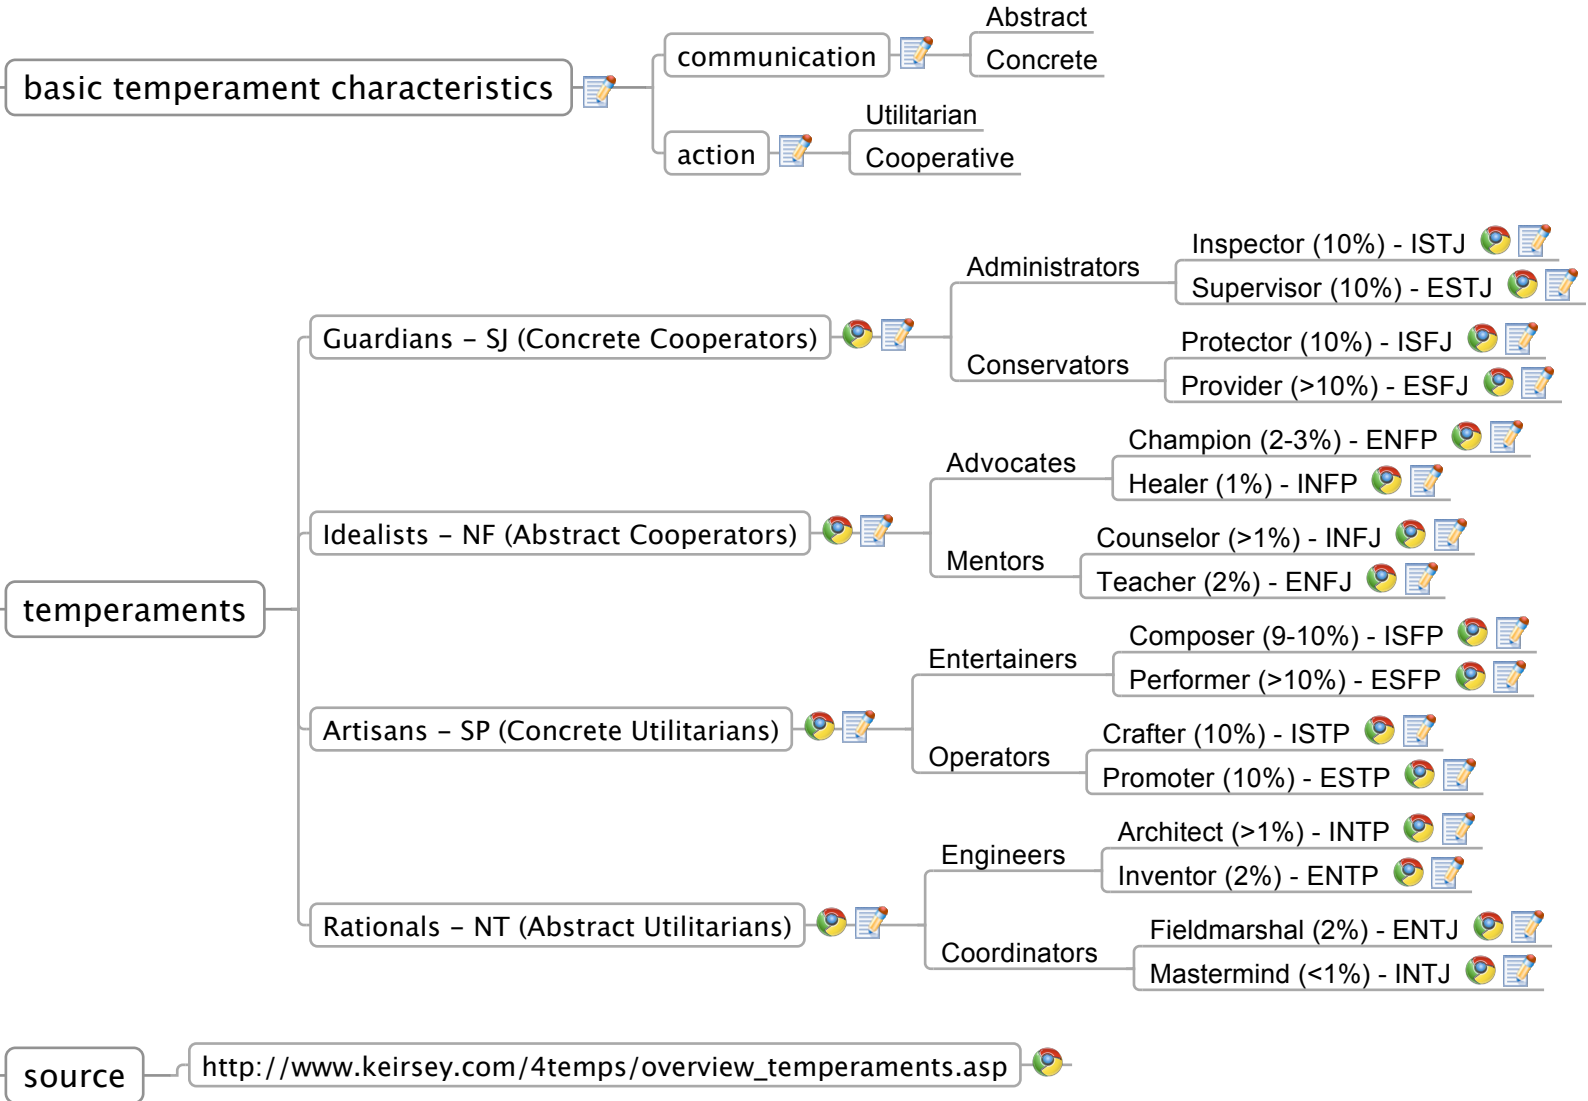 basic temperament characteristics
communication
Abstract
Concrete
action
Utilitarian
Cooperative
temperaments
Guardians – SJ (Concrete Cooperators)
Administrators
Inspector (10%) - ISTJ
Supervisor (10%) - ESTJ
Conservators
Protector (10%) - ISFJ
Provider (>10%) - ESFJ
Idealists – NF (Abstract Cooperators)
Advocates
Champion (2-3%) - ENFP
Healer (1%) - INFP
Mentors
Counselor (>1%) - INFJ
Teacher (2%) - ENFJ
Artisans – SP (Concrete Utilitarians)
Entertainers
Composer (9-10%) - ISFP
Performer (>10%) - ESFP
Operators
Crafter (10%) - ISTP
Promoter (10%) - ESTP
Rationals – NT (Abstract Utilitarians)
Engineers
Architect (>1%) - INTP
Inventor (2%) - ENTP
Coordinators
Fieldmarshal (2%) - ENTJ
Mastermind (<1%) - INTJ
source
http://www.keirsey.com/4temps/overview_temperaments.asp